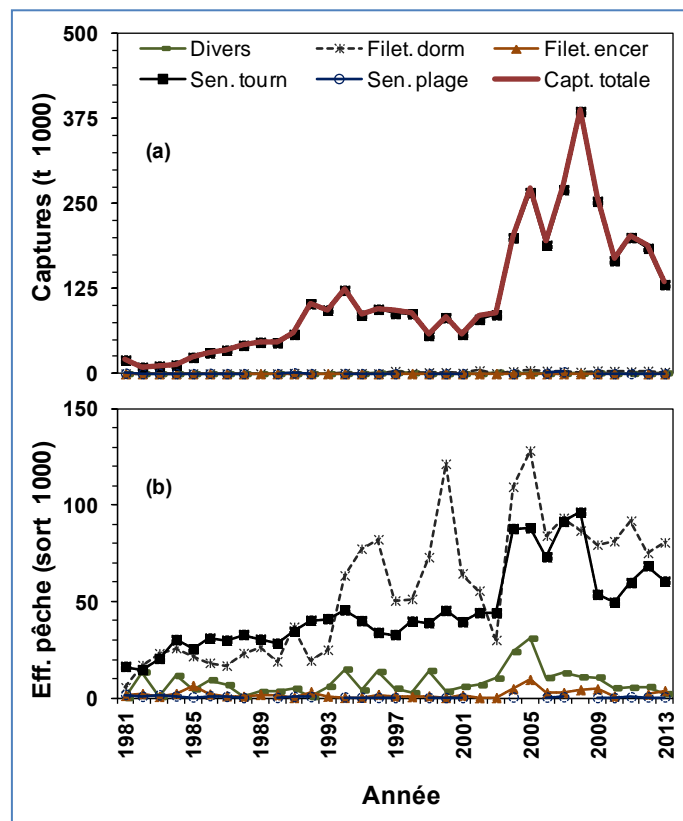 500
Divers
Filet. dorm
Filet. encer
Sen. tourn
Sen. plage
Capt. totale
375
(a)
250
125
0
Captures (t 1000)
150
(b)
100
50
0
Eff. pêche (sort 1000)
1981
1985
1989
1993
1997
2001
2005
2009
2013
Année